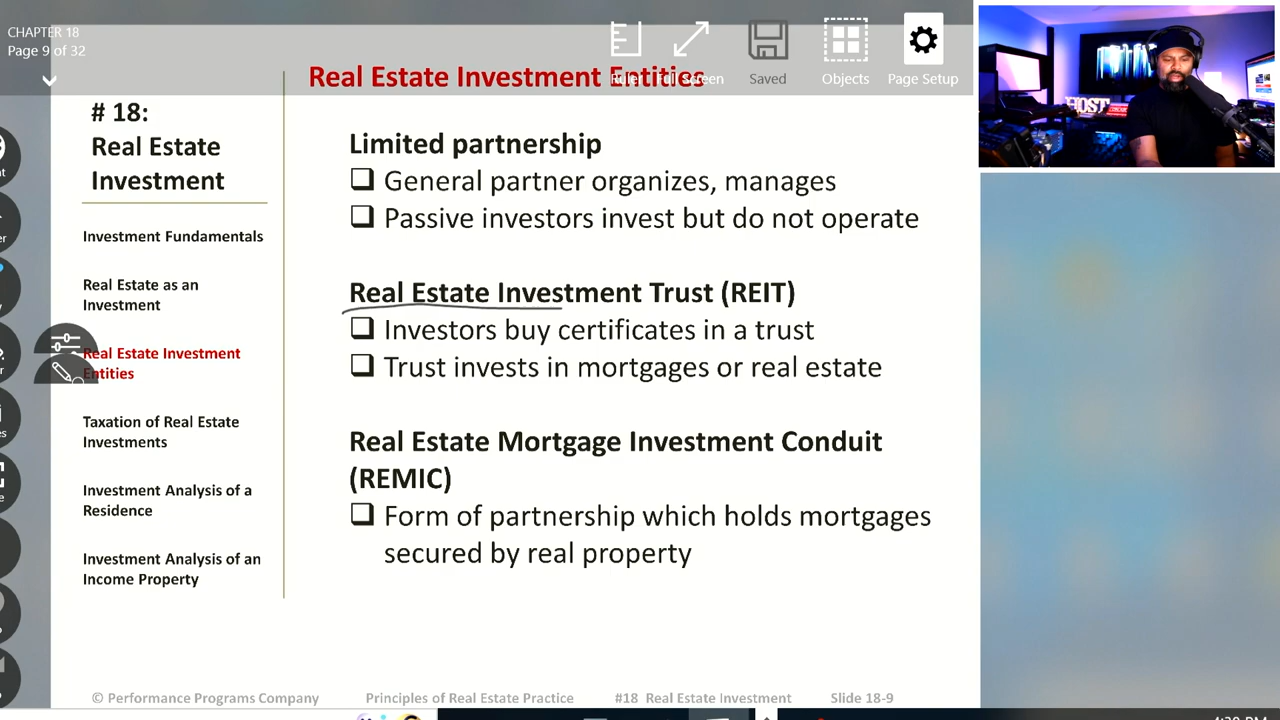 CHAPTER 18
Page 9 of 32
Ruler
Full Screen
Saved
Objects
Page Setup
Real Estate Investment Entities
# 18:
Real Estate
Investment
Investment Fundamentals
Real Estate as an
Investment
Real Estate Investment
Entities
Taxation of Real Estate
Investments
Investment Analysis of a
Residence
Investment Analysis of an
Income Property
Limited partnership
❑ General partner organizes, manages
❑ Passive investors invest but do not operate
Real Estate Investment Trust (REIT)
❑ Investors buy certificates in a trust
❑ Trust invests in mortgages or real estate
Real Estate Mortgage Investment Conduit
(REMIC)
❑ Form of partnership which holds mortgages
secured by real property
© Performance Programs Company Principles of Real Estate Practice #18 Real Estate Investment Slide 18-9
HOST